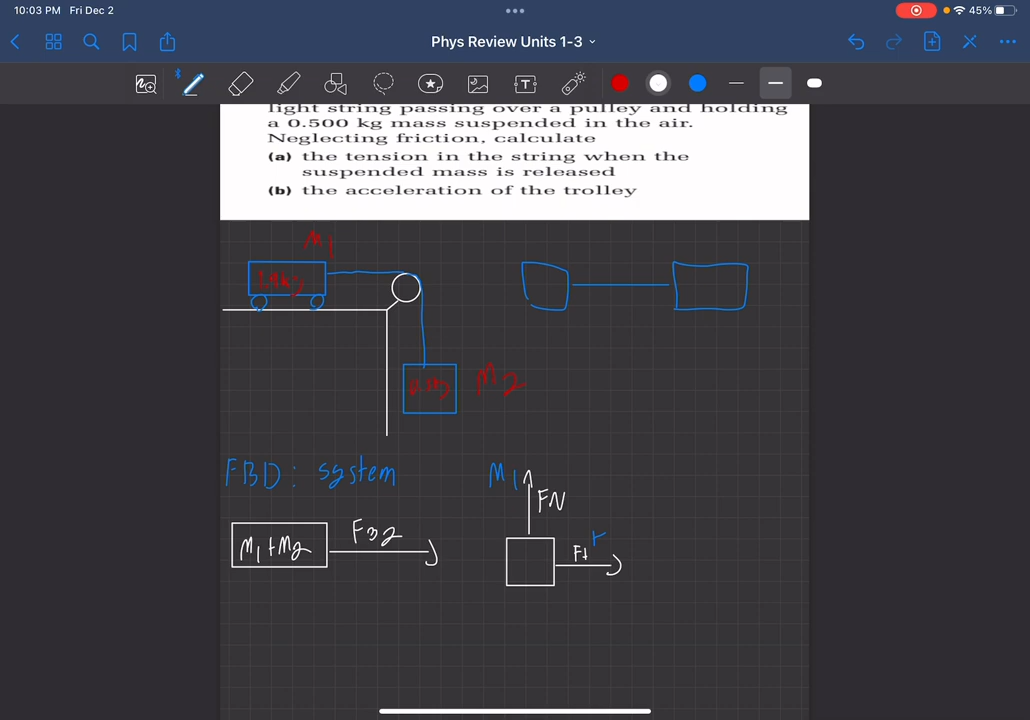 10:03 PM Fri Dec 2
45%
Phys Review Units 1-3
light string passing over a pulley and holding
a 0.500 kg mass suspended in the air.
Neglecting friction, calculate
(a) the tension in the string when the
suspended mass is released
(b) the acceleration of the trolley
M1
M2
FBD: system
M1
FN
M1+M2
Fg2
Ft